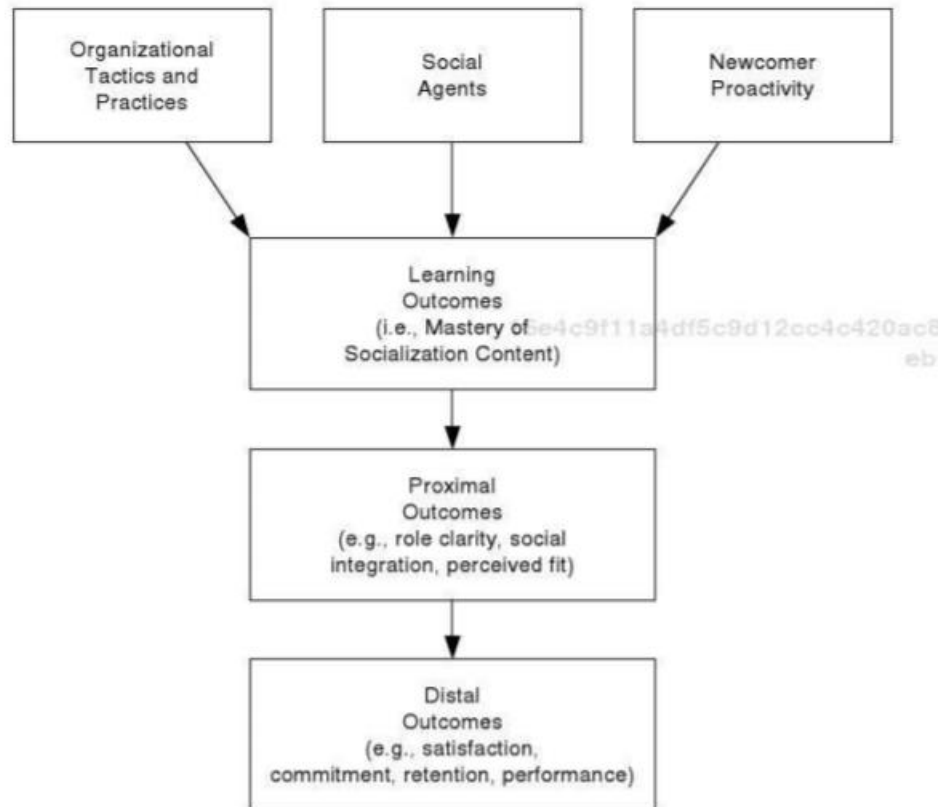 Organizational
Tactics and
Practices
Social
Agents
Newcomer
Proactivity
Learning
Outcomes
(i.e., Mastery of
Socialization Content)
Proximal
Outcomes
(e.g., role clarity, social
integration, perceived fit)
Distal
Outcomes
(e.g., satisfaction,
commitment, retention, performance)